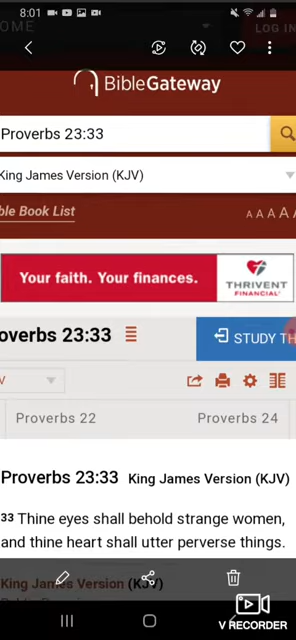 8:01
OME
LOG IN
BibleGateway
Proverbs 23:33
King James Version (KJV)
ble Book List
A A A A A
Your faith. Your finances.
THRIVENT
FINANCIAL®
overbs 23:33
STUDY TH
V
Proverbs 22
Proverbs 24
Proverbs 23:33 King James Version (KJV)
33 Thine eyes shall behold strange women,
and thine heart shall utter perverse things.
King James Version (KJV)
V RECORDER